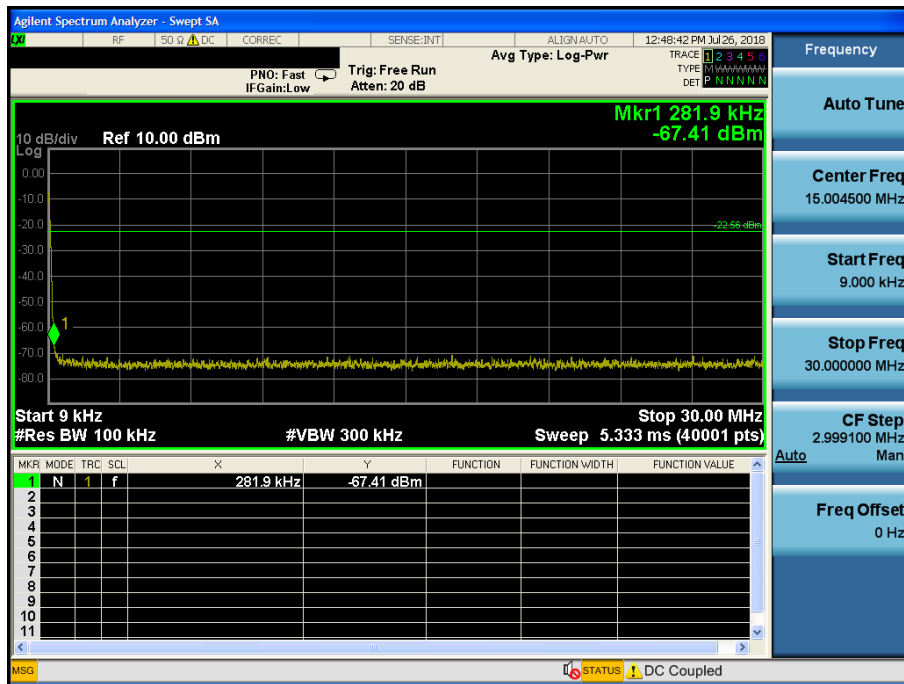 Agilent Spectrum Analyzer - Swept SA
LXI RF 50 Ω DC CORREC SENSE:INT ALIGNAUTO 12:48:42 PM Jul 26, 2018
Avg Type: Log-Pwr
TRACE 1 2 3 4 5 6
PNO: Fast Trig: Free Run
TYPE MWWWWW
IFGain:Low Atten: 20 dB
DET P N N N N N
Mkr1 281.9 kHz
10 dB/div Ref 10.00 dBm -67.41 dBm
Log
0.00
-10.0
-20.0
-22.56 dBm
-30.0
-40.0
-50.0
-60.0
1
-70.0
-80.0
Start 9 kHz Stop 30.00 MHz
#Res BW 100 kHz #VBW 300 kHz Sweep 5.333 ms (40001 pts)
MKR MODE TRC SCL X Y FUNCTION FUNCTION WIDTH FUNCTION VALUE
1 N 1 f 281.9 kHz -67.41 dBm
2
3
4
5
6
7
8
9
10
11
MSG STATUS DC Coupled
Frequency
Auto Tune
Center Freq
15.004500 MHz
Start Freq
9.000 kHz
Stop Freq
30.000000 MHz
CF Step
2.999100 MHz
Auto Man
Freq Offset
0 Hz